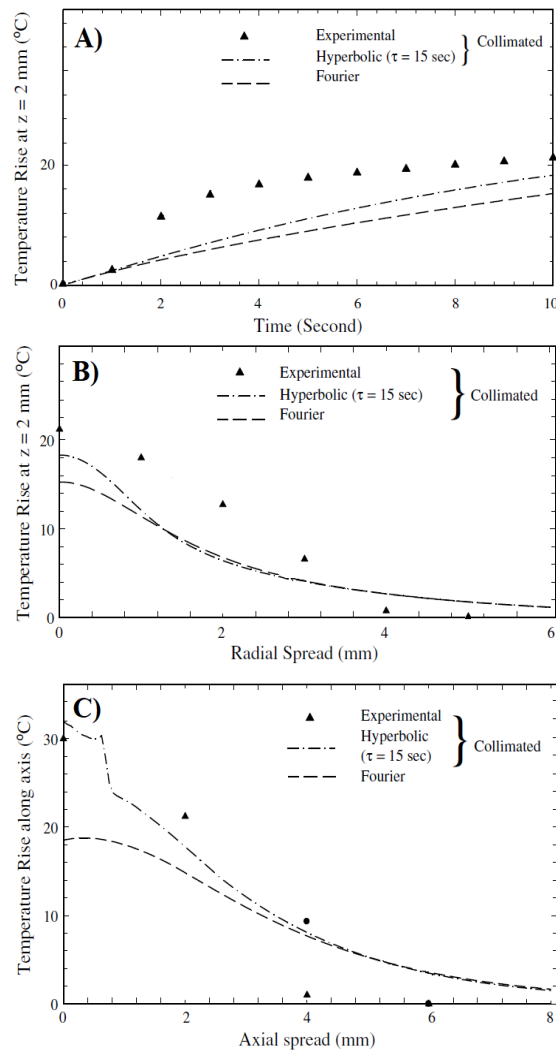 A)
Experimental
Hyperbolic (τ = 15 sec)
Fourier
} Collimated
Temperature Rise at z = 2 mm (°C)
20
0
0 2 4 6 8 10
Time (Second)
B)
Experimental
Hyperbolic (τ = 15 sec)
Fourier
} Collimated
Temperature Rise at z = 2 mm (°C)
20
10
0
0 2 4 6
Radial Spread (mm)
C)
Experimental
Hyperbolic
(τ = 15 sec)
Fourier
} Collimated
Temperature Rise along axis (°C)
30
20
10
0
0 2 4 6 8
Axial spread (mm)